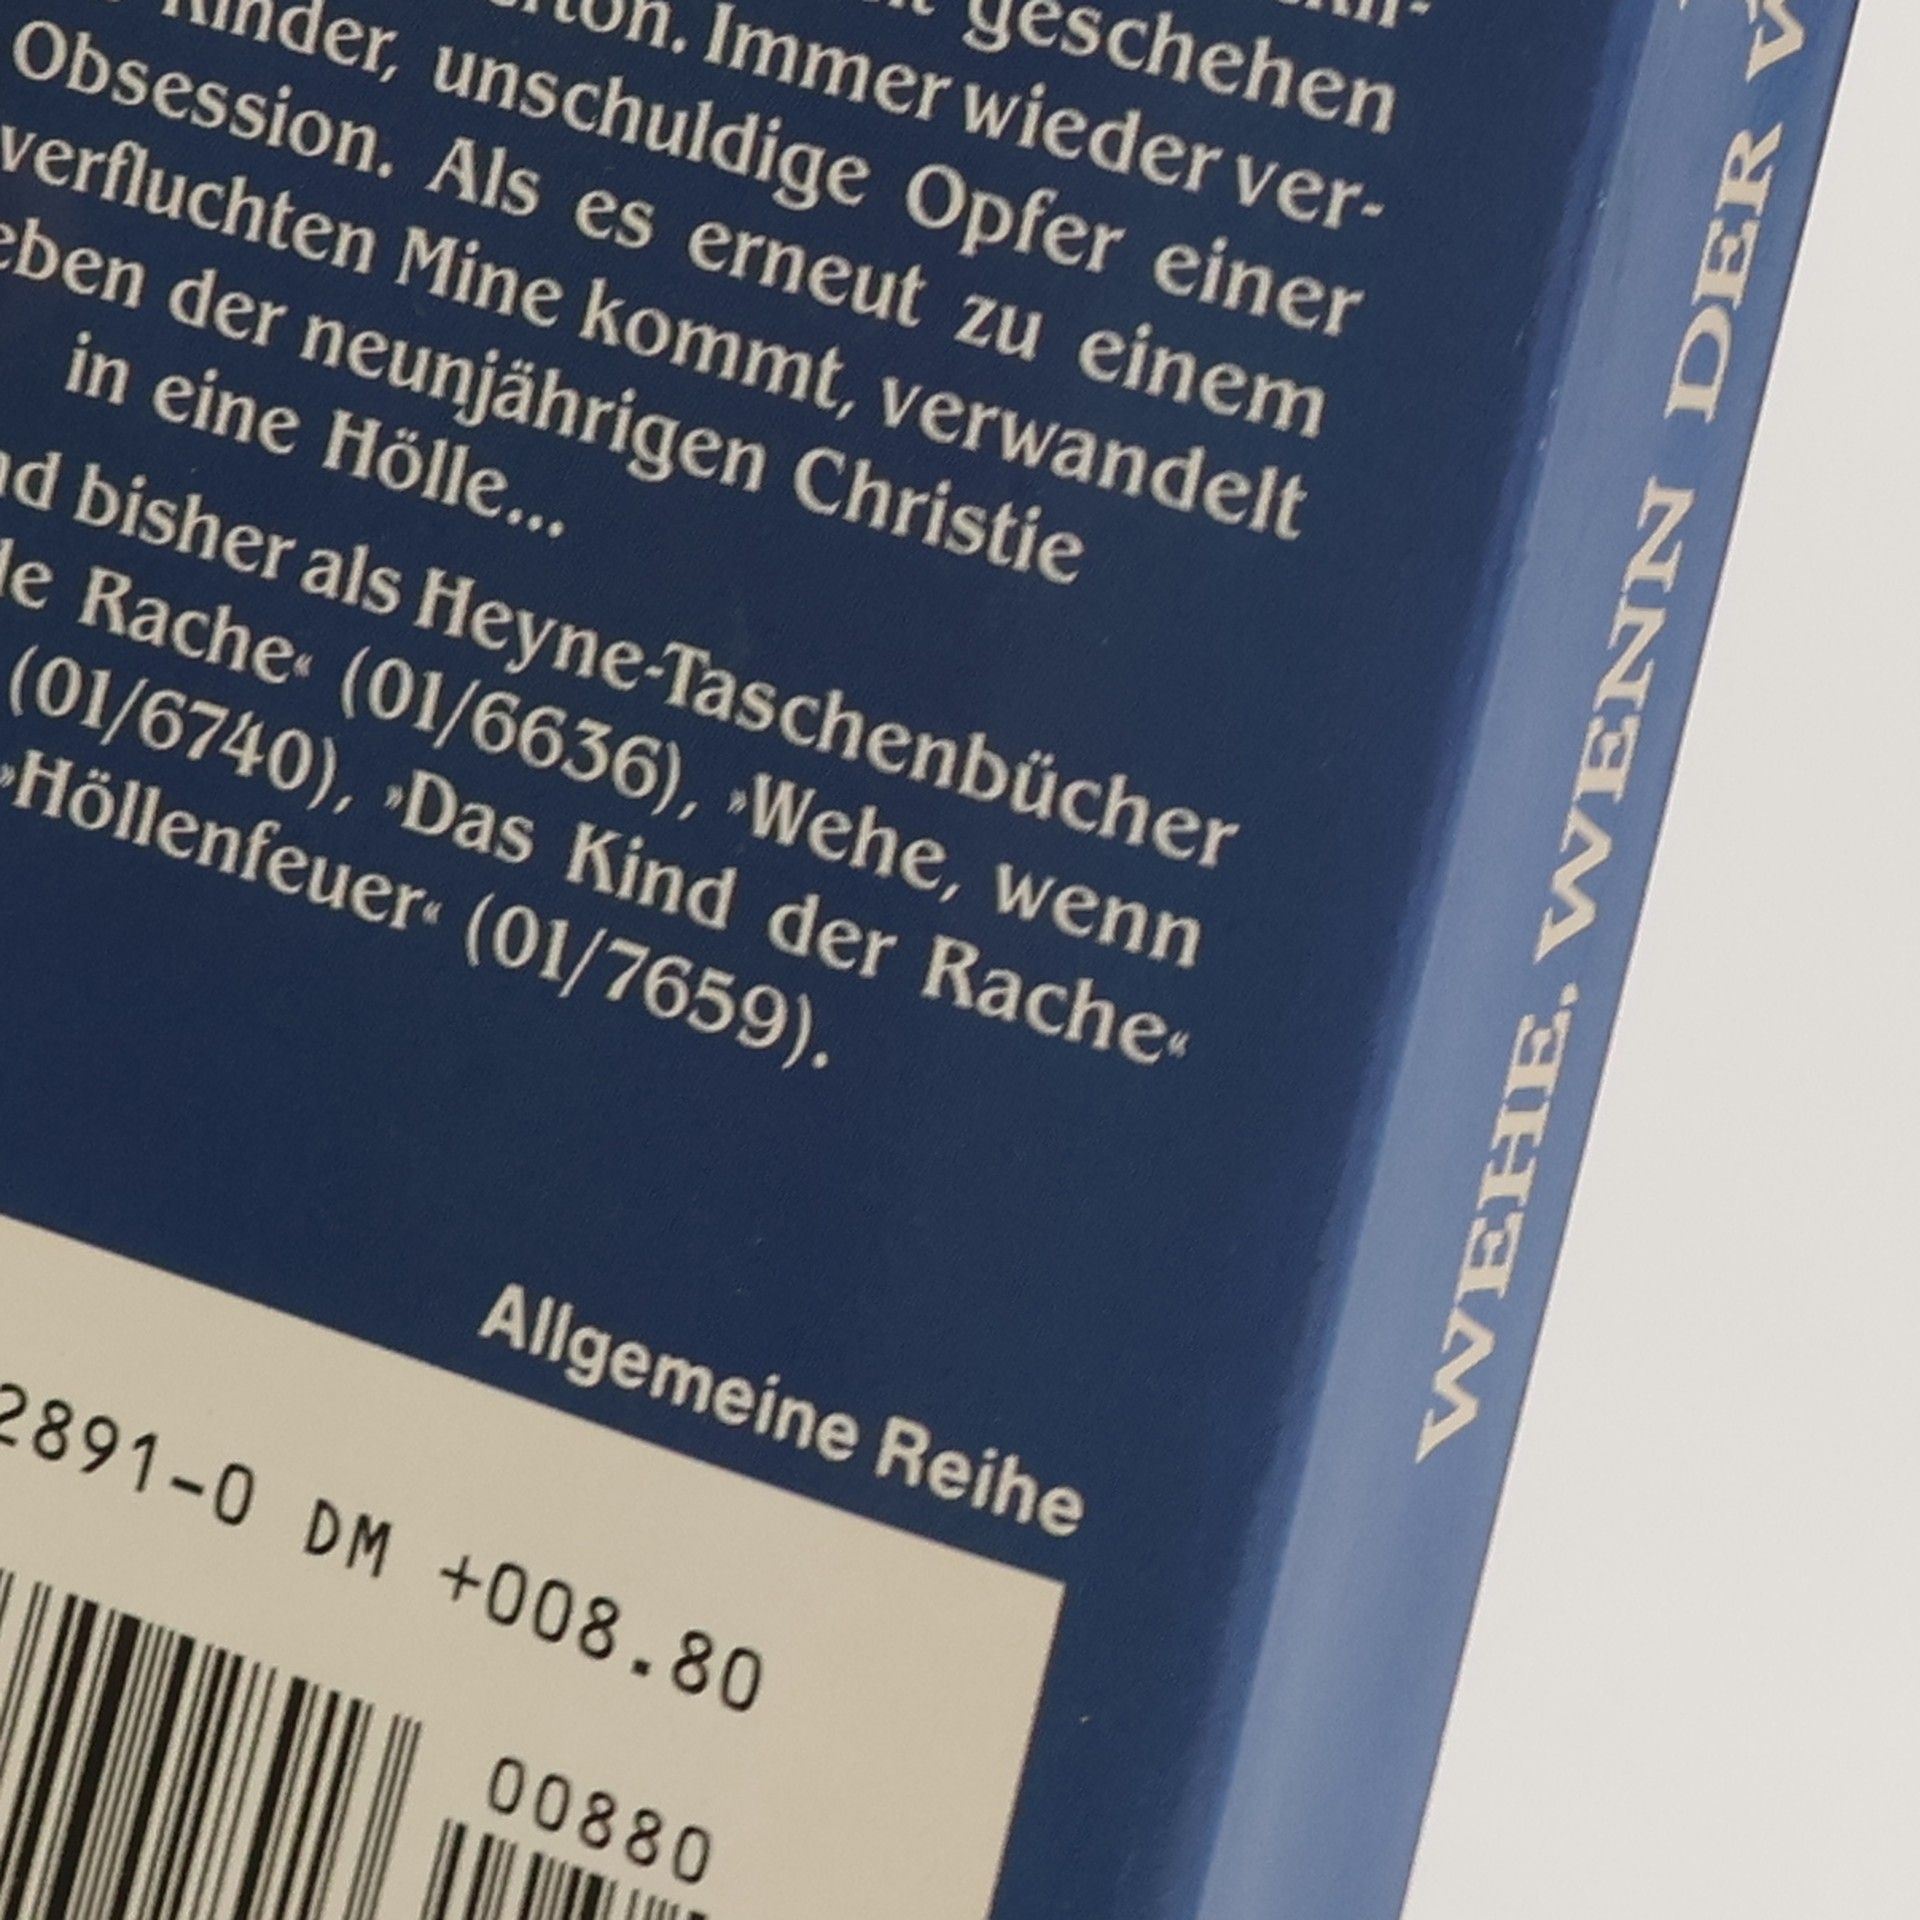 geschehen
Immer wieder ver-
Kinder, unschuldige Opfer einer
Obsession. Als es erneut zu einem
verfluchten Mine kommt, verwandelt
der neunjährigen Christie
in eine Hölle...
bisher als Heyne-Taschenbücher
Rache« (01/6636), »Wehe, wenn
(01/6740), »Das Kind der Rache«
»Höllenfeuer« (01/7659).
Allgemeine Reihe
2891-0 DM +008.80
00880
WEHE, WENN DER